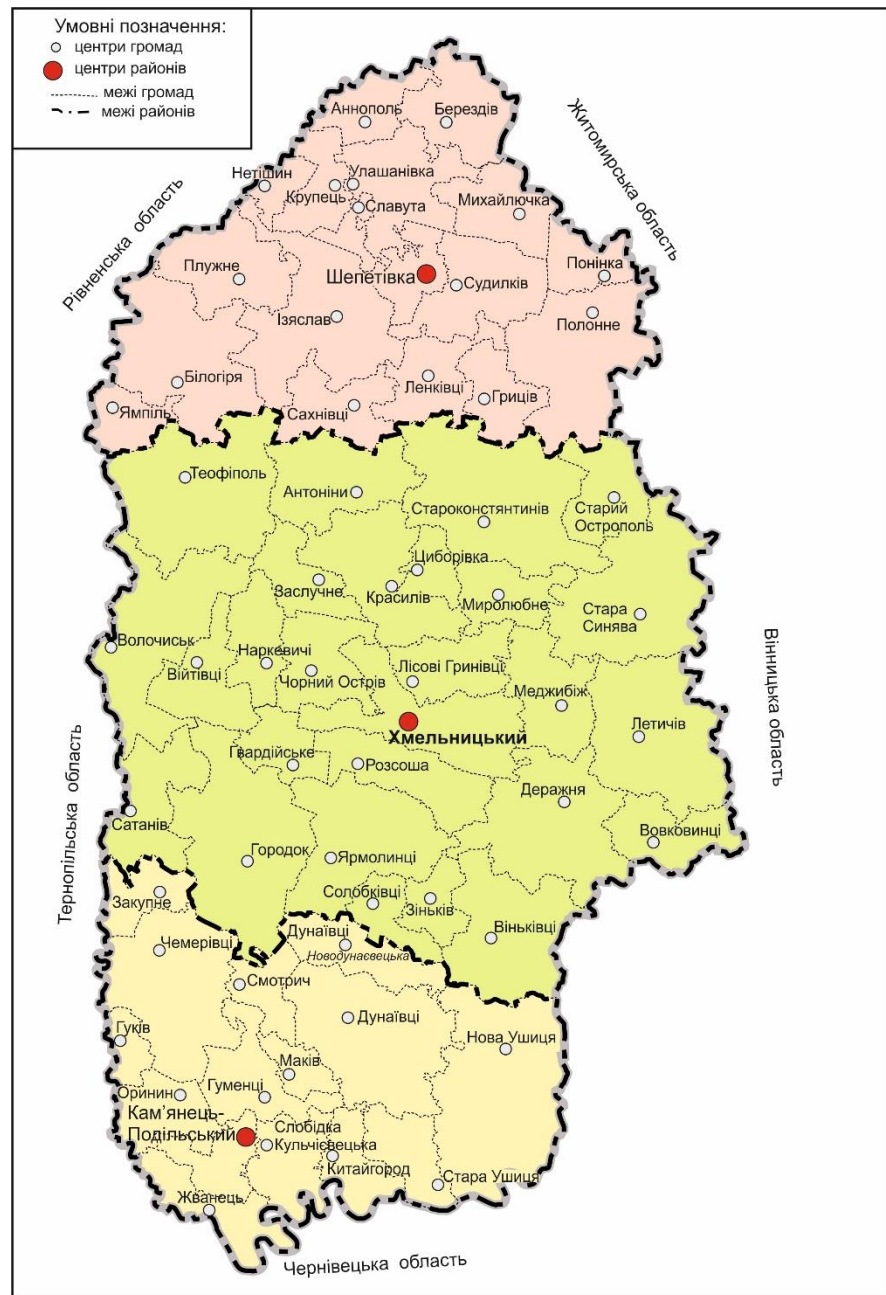 Умовні позначення:
центри громад
центри районів
межі громад
межі районів
Аннополь
Берездів
Житомирська область
Нетішин
Улашанівка
Крупець
Славута
Михайлючка
Рівненська область
Плужне
Шепетівка
Судилків
Понінка
Ізяслав
Полонне
Білогіря
Ленківці
Гриців
Ямпіль
Сахнівці
Теофіполь
Антоніни
Староконстянтинів
Старий
Острополь
Циборівка
Заслучне
Красилів
Миролюбне
Стара
Синява
Волочиськ
Наркевичі
Війтівці
Чорний Острів
Лісові Гринівці
Меджибіж
Вінницька область
Хмельницький
Летичів
Гвардійське
Розсоша
Деражня
Тернопільська область
Сатанів
Вовковинці
Городок
Ярмолинці
Солобківці
Зіньків
Закупне
Віньківці
Чемерівці
Дунаївці
Новодунаєвецька
Смотрич
Дунаївці
Гуків
Нова Ушиця
Маків
Оринин
Гуменці
Кам’янець-
Подільський
Слобідка
Кульчієвецька
Китайгород
Стара Ушиця
Жванець
Чернівецька область